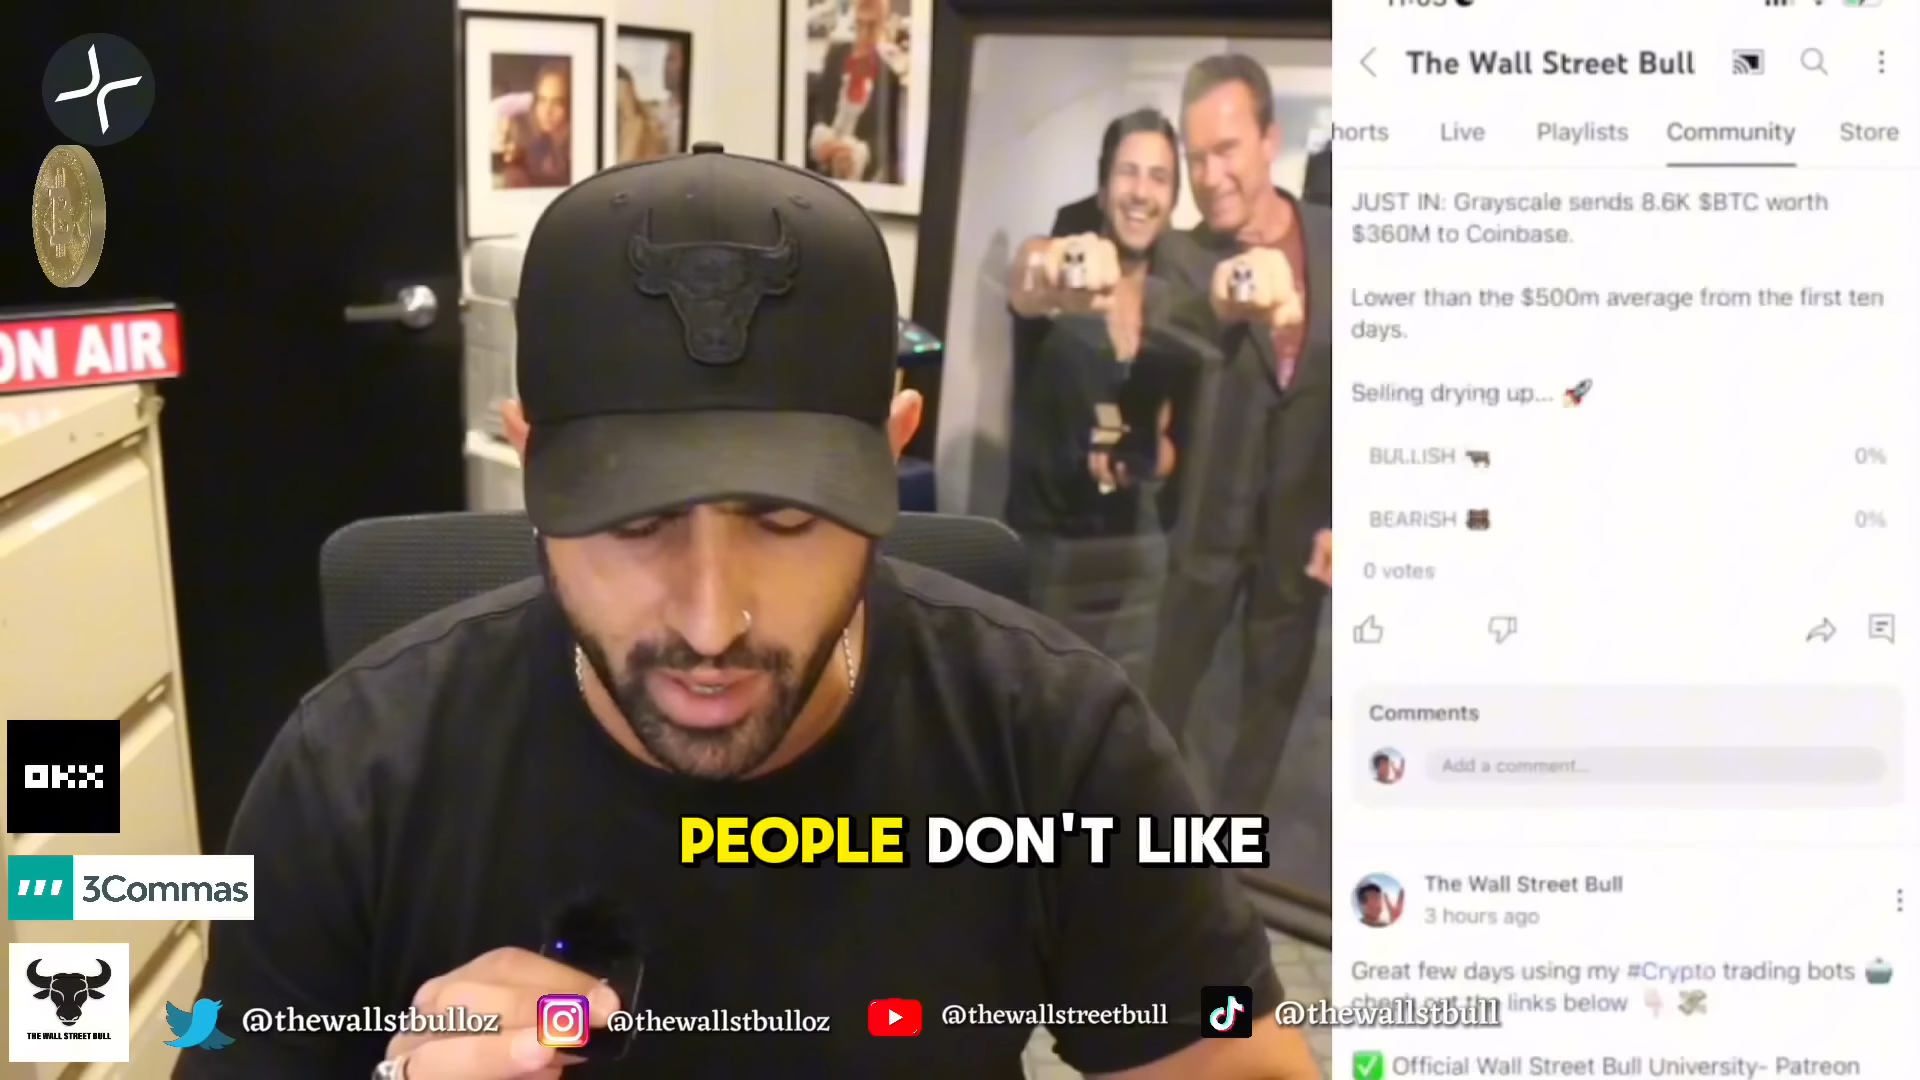 The Wall Street Bull
horts Live Playlists Community Store
JUST IN: Grayscale sends 8.6K $BTC worth
$360M to Coinbase.
Lower than the $500m average from the first ten
days.
Selling drying up...
BULLISH 0%
BEARISH 0%
0 votes
Comments
Add a comment...
The Wall Street Bull
3 hours ago
Great few days using my #Crypto trading bots
check out the links below
Official Wall Street Bull University- Patreon
ON AIR
PEOPLE DON'T LIKE
OKX
3Commas
THE WALL STREET BULL
@thewallstbulloz
@thewallstbulloz
@thewallstreetbull
@thewallstbull